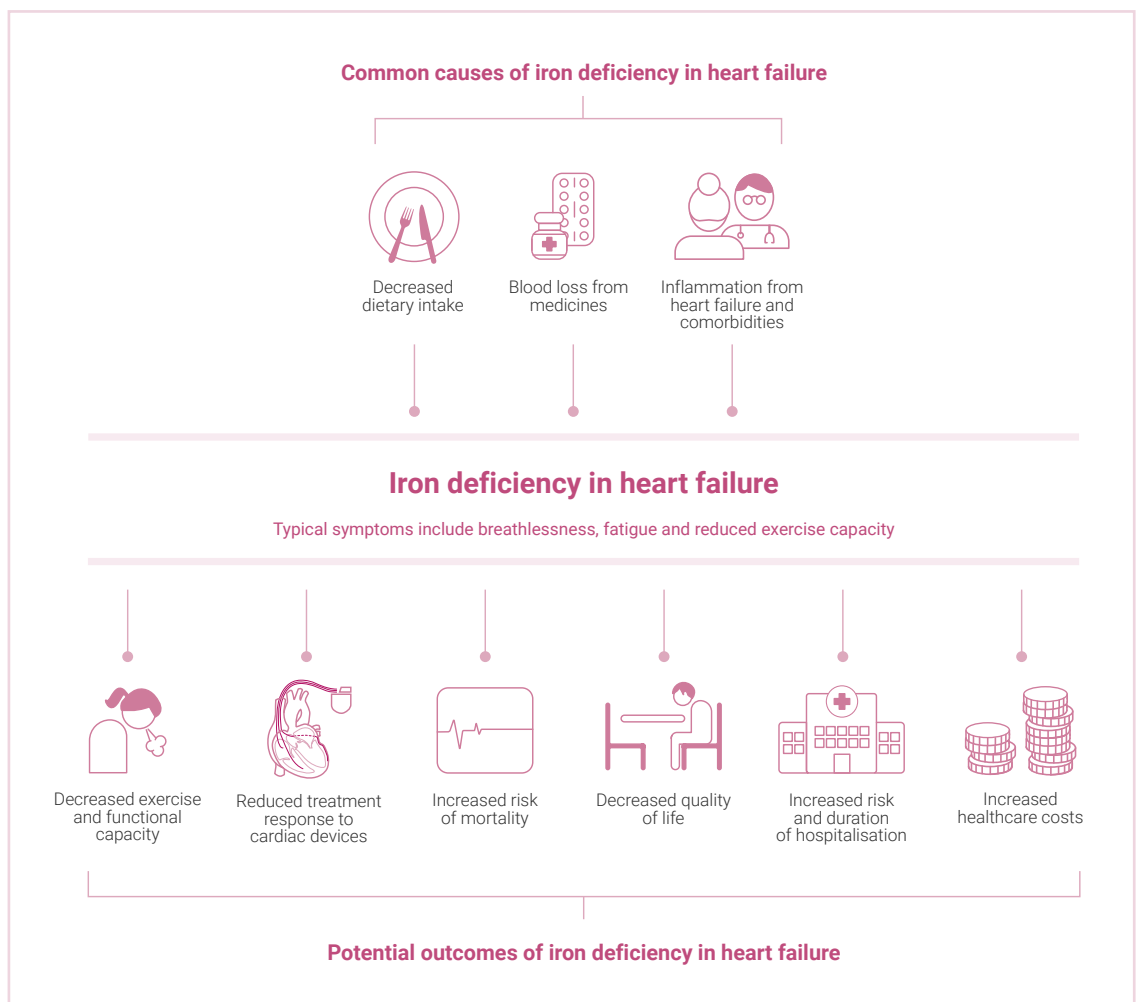 Common causes of iron deficiency in heart failure
Decreased
dietary intake
Blood loss from
medicines
Inflammation from
heart failure and
comorbidities
Iron deficiency in heart failure
Typical symptoms include breathlessness, fatigue and reduced exercise capacity
Decreased exercise
and functional
capacity
Reduced treatment
response to
cardiac devices
Increased risk
of mortality
Decreased quality
of life
Increased risk
and duration
of hospitalisation
Increased
healthcare costs
Potential outcomes of iron deficiency in heart failure